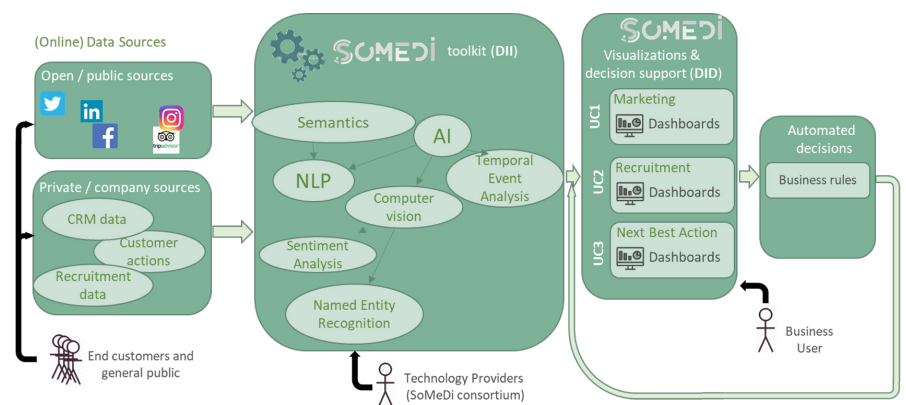 (Online) Data Sources
Open / public sources
in
f
tripadvisor
Private / company sources
CRM data
Customer
actions
Recruitment
data
End customers and
general public
SOMEDI toolkit (DII)
Semantics
AI
NLP
Temporal
Event
Analysis
Computer
vision
Sentiment
Analysis
Named Entity
Recognition
Technology Providers
(SoMeDi consortium)
SOMEDI
Visualizations &
decision support (DID)
UC1
Marketing
Dashboards
UC2
Recruitment
Dashboards
UC3
Next Best Action
Dashboards
Business
User
Automated
decisions
Business rules